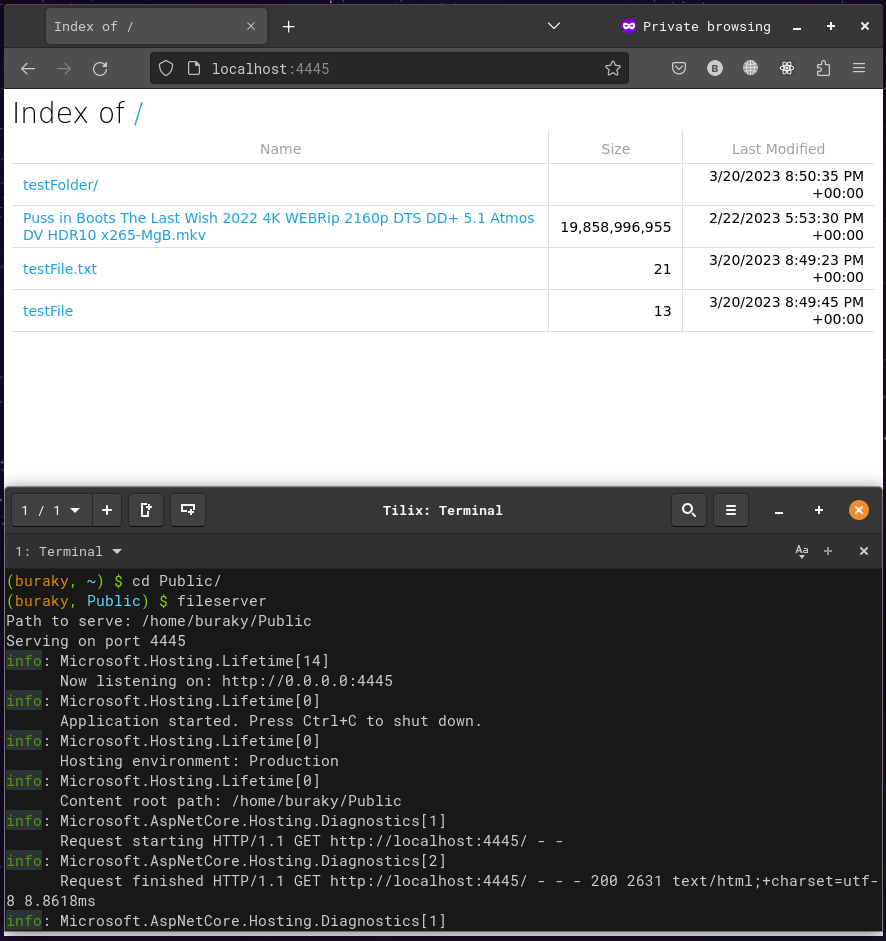 Index of /
Private browsing
localhost:4445
B
Index of /
Name Size Last Modified
testFolder/ 3/20/2023 8:50:35 PM
+00:00
Puss in Boots The Last Wish 2022 4K WEBRip 2160p DTS DD+ 5.1 Atmos
DV HDR10 x265-MgB.mkv 19,858,996,955 2/22/2023 5:53:30 PM
+00:00
testFile.txt 21 3/20/2023 8:49:23 PM
+00:00
testFile 13 3/20/2023 8:49:45 PM
+00:00
1 / 1 Tilix: Terminal
1: Terminal Aa
(buraky, ~) $ cd Public/
(buraky, Public) $ fileserver
Path to serve: /home/buraky/Public
Serving on port 4445
info: Microsoft.Hosting.Lifetime[14]
Now listening on: http://0.0.0.0:4445
info: Microsoft.Hosting.Lifetime[0]
Application started. Press Ctrl+C to shut down.
info: Microsoft.Hosting.Lifetime[0]
Hosting environment: Production
info: Microsoft.Hosting.Lifetime[0]
Content root path: /home/buraky/Public
info: Microsoft.AspNetCore.Hosting.Diagnostics[1]
Request starting HTTP/1.1 GET http://localhost:4445/ - -
info: Microsoft.AspNetCore.Hosting.Diagnostics[2]
Request finished HTTP/1.1 GET http://localhost:4445/ - - - 200 2631 text/html;+charset=utf-
8 8.8618ms
info: Microsoft.AspNetCore.Hosting.Diagnostics[1]